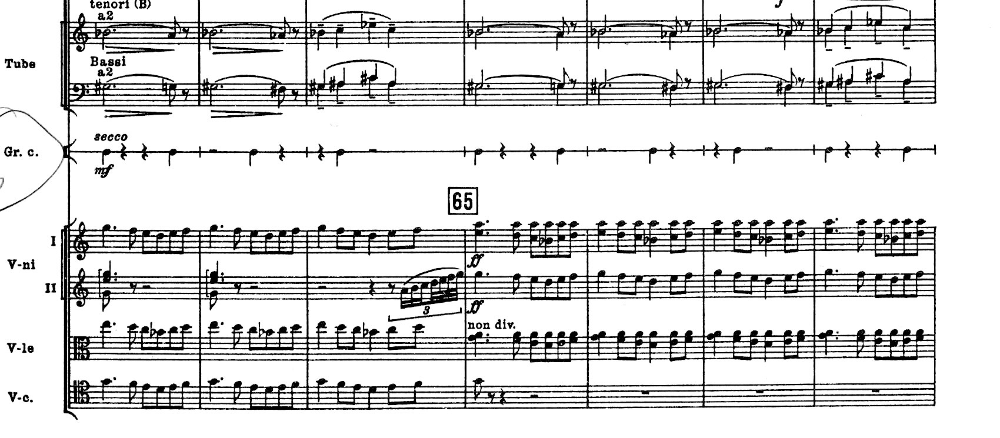 tenori (B)
a2
f
Tube
Bassi
a2
secco
Gr. c.
mf
65
I
V-ni
ff
II
3
ff
non div.
V-le
V-c.